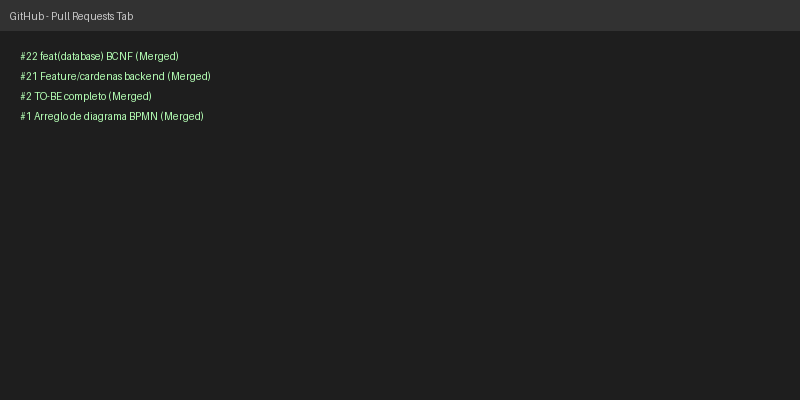 GitHub - Pull Requests Tab
#22 feat(database) BCNF (Merged)
#21 Feature/cardenas backend (Merged)
#2 TO-BE completo (Merged)
#1 Arreglo de diagrama BPMN (Merged)